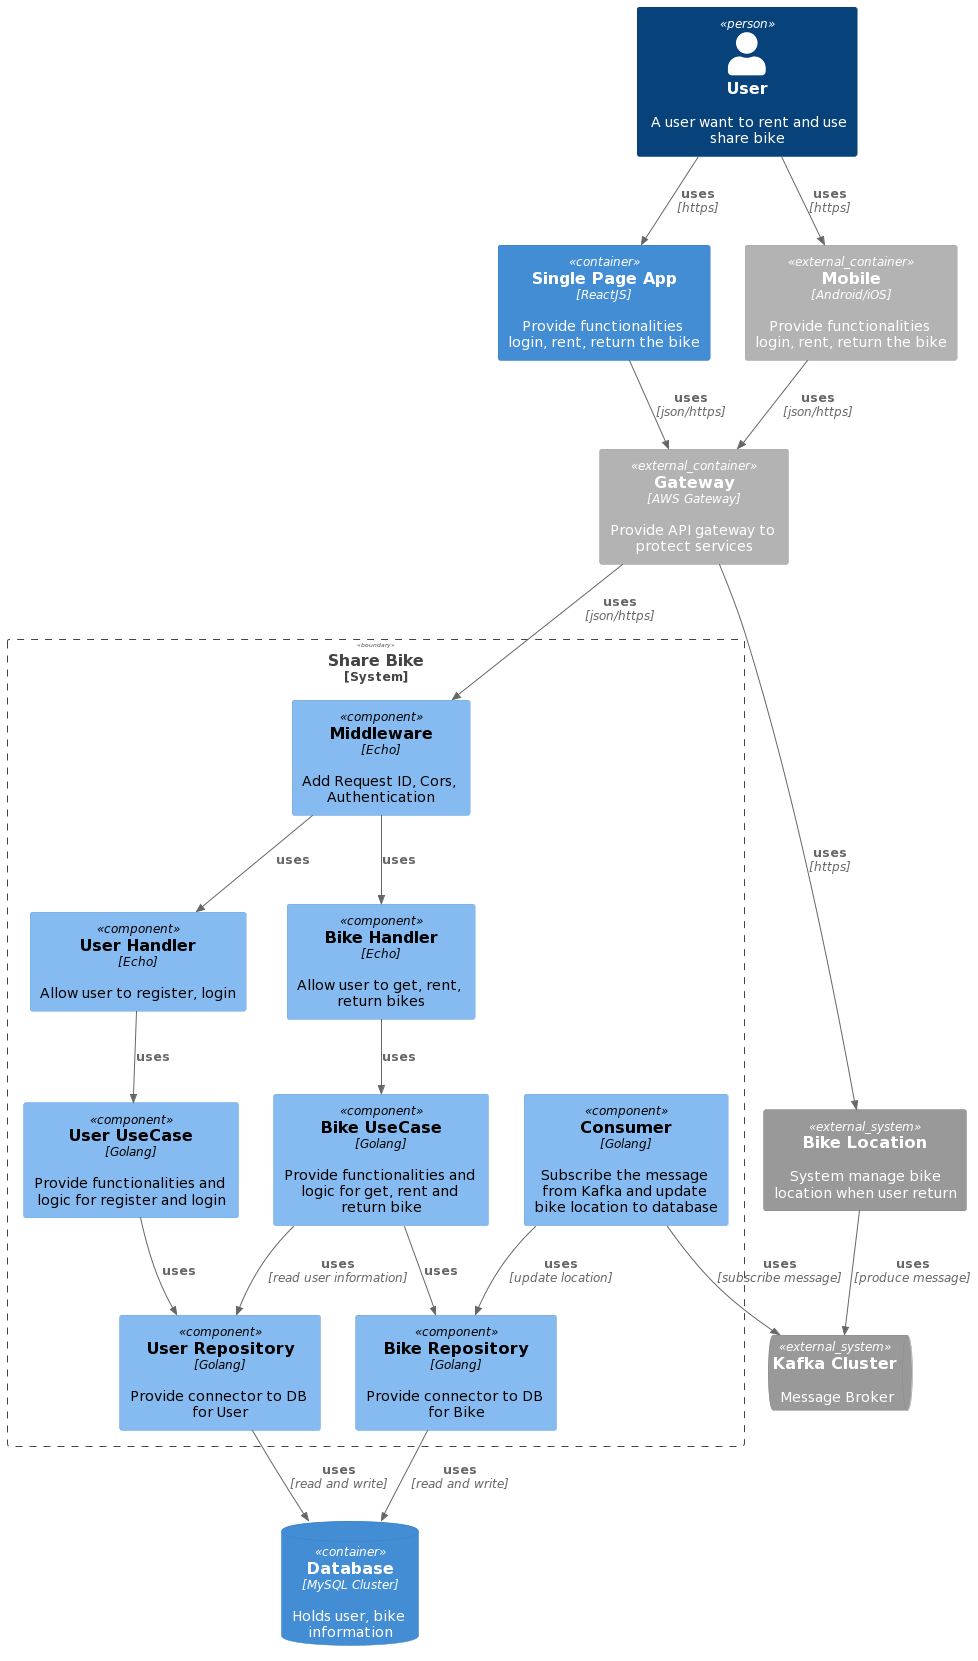 «person»
User
A user want to rent and use
share bike
uses
[https]
uses
[https]
«container»
Single Page App
[ReactJS]
Provide functionalities
login, rent, return the bike
«external_container»
Mobile
[Android/iOS]
Provide functionalities
login, rent, return the bike
uses
[json/https]
uses
[json/https]
«external_container»
Gateway
[AWS Gateway]
Provide API gateway to
protect services
uses
[json/https]
«boundary»
Share Bike
[System]
«component»
Middleware
[Echo]
Add Request ID, Cors,
Authentication
uses
uses
uses
[https]
«component»
User Handler
[Echo]
Allow user to register, login
«component»
Bike Handler
[Echo]
Allow user to get, rent,
return bikes
uses
uses
«component»
User UseCase
[Golang]
Provide functionalities and
logic for register and login
«component»
Bike UseCase
[Golang]
Provide functionalities and
logic for get, rent and
return bike
«component»
Consumer
[Golang]
Subscribe the message
from Kafka and update
bike location to database
«external_system»
Bike Location
System manage bike
location when user return
uses
uses
[read user information]
uses
uses
[update location]
uses
[subscribe message]
uses
[produce message]
«component»
User Repository
[Golang]
Provide connector to DB
for User
«component»
Bike Repository
[Golang]
Provide connector to DB
for Bike
«external_system»
Kafka Cluster
Message Broker
uses
[read and write]
uses
[read and write]
«container»
Database
[MySQL Cluster]
Holds user, bike
information